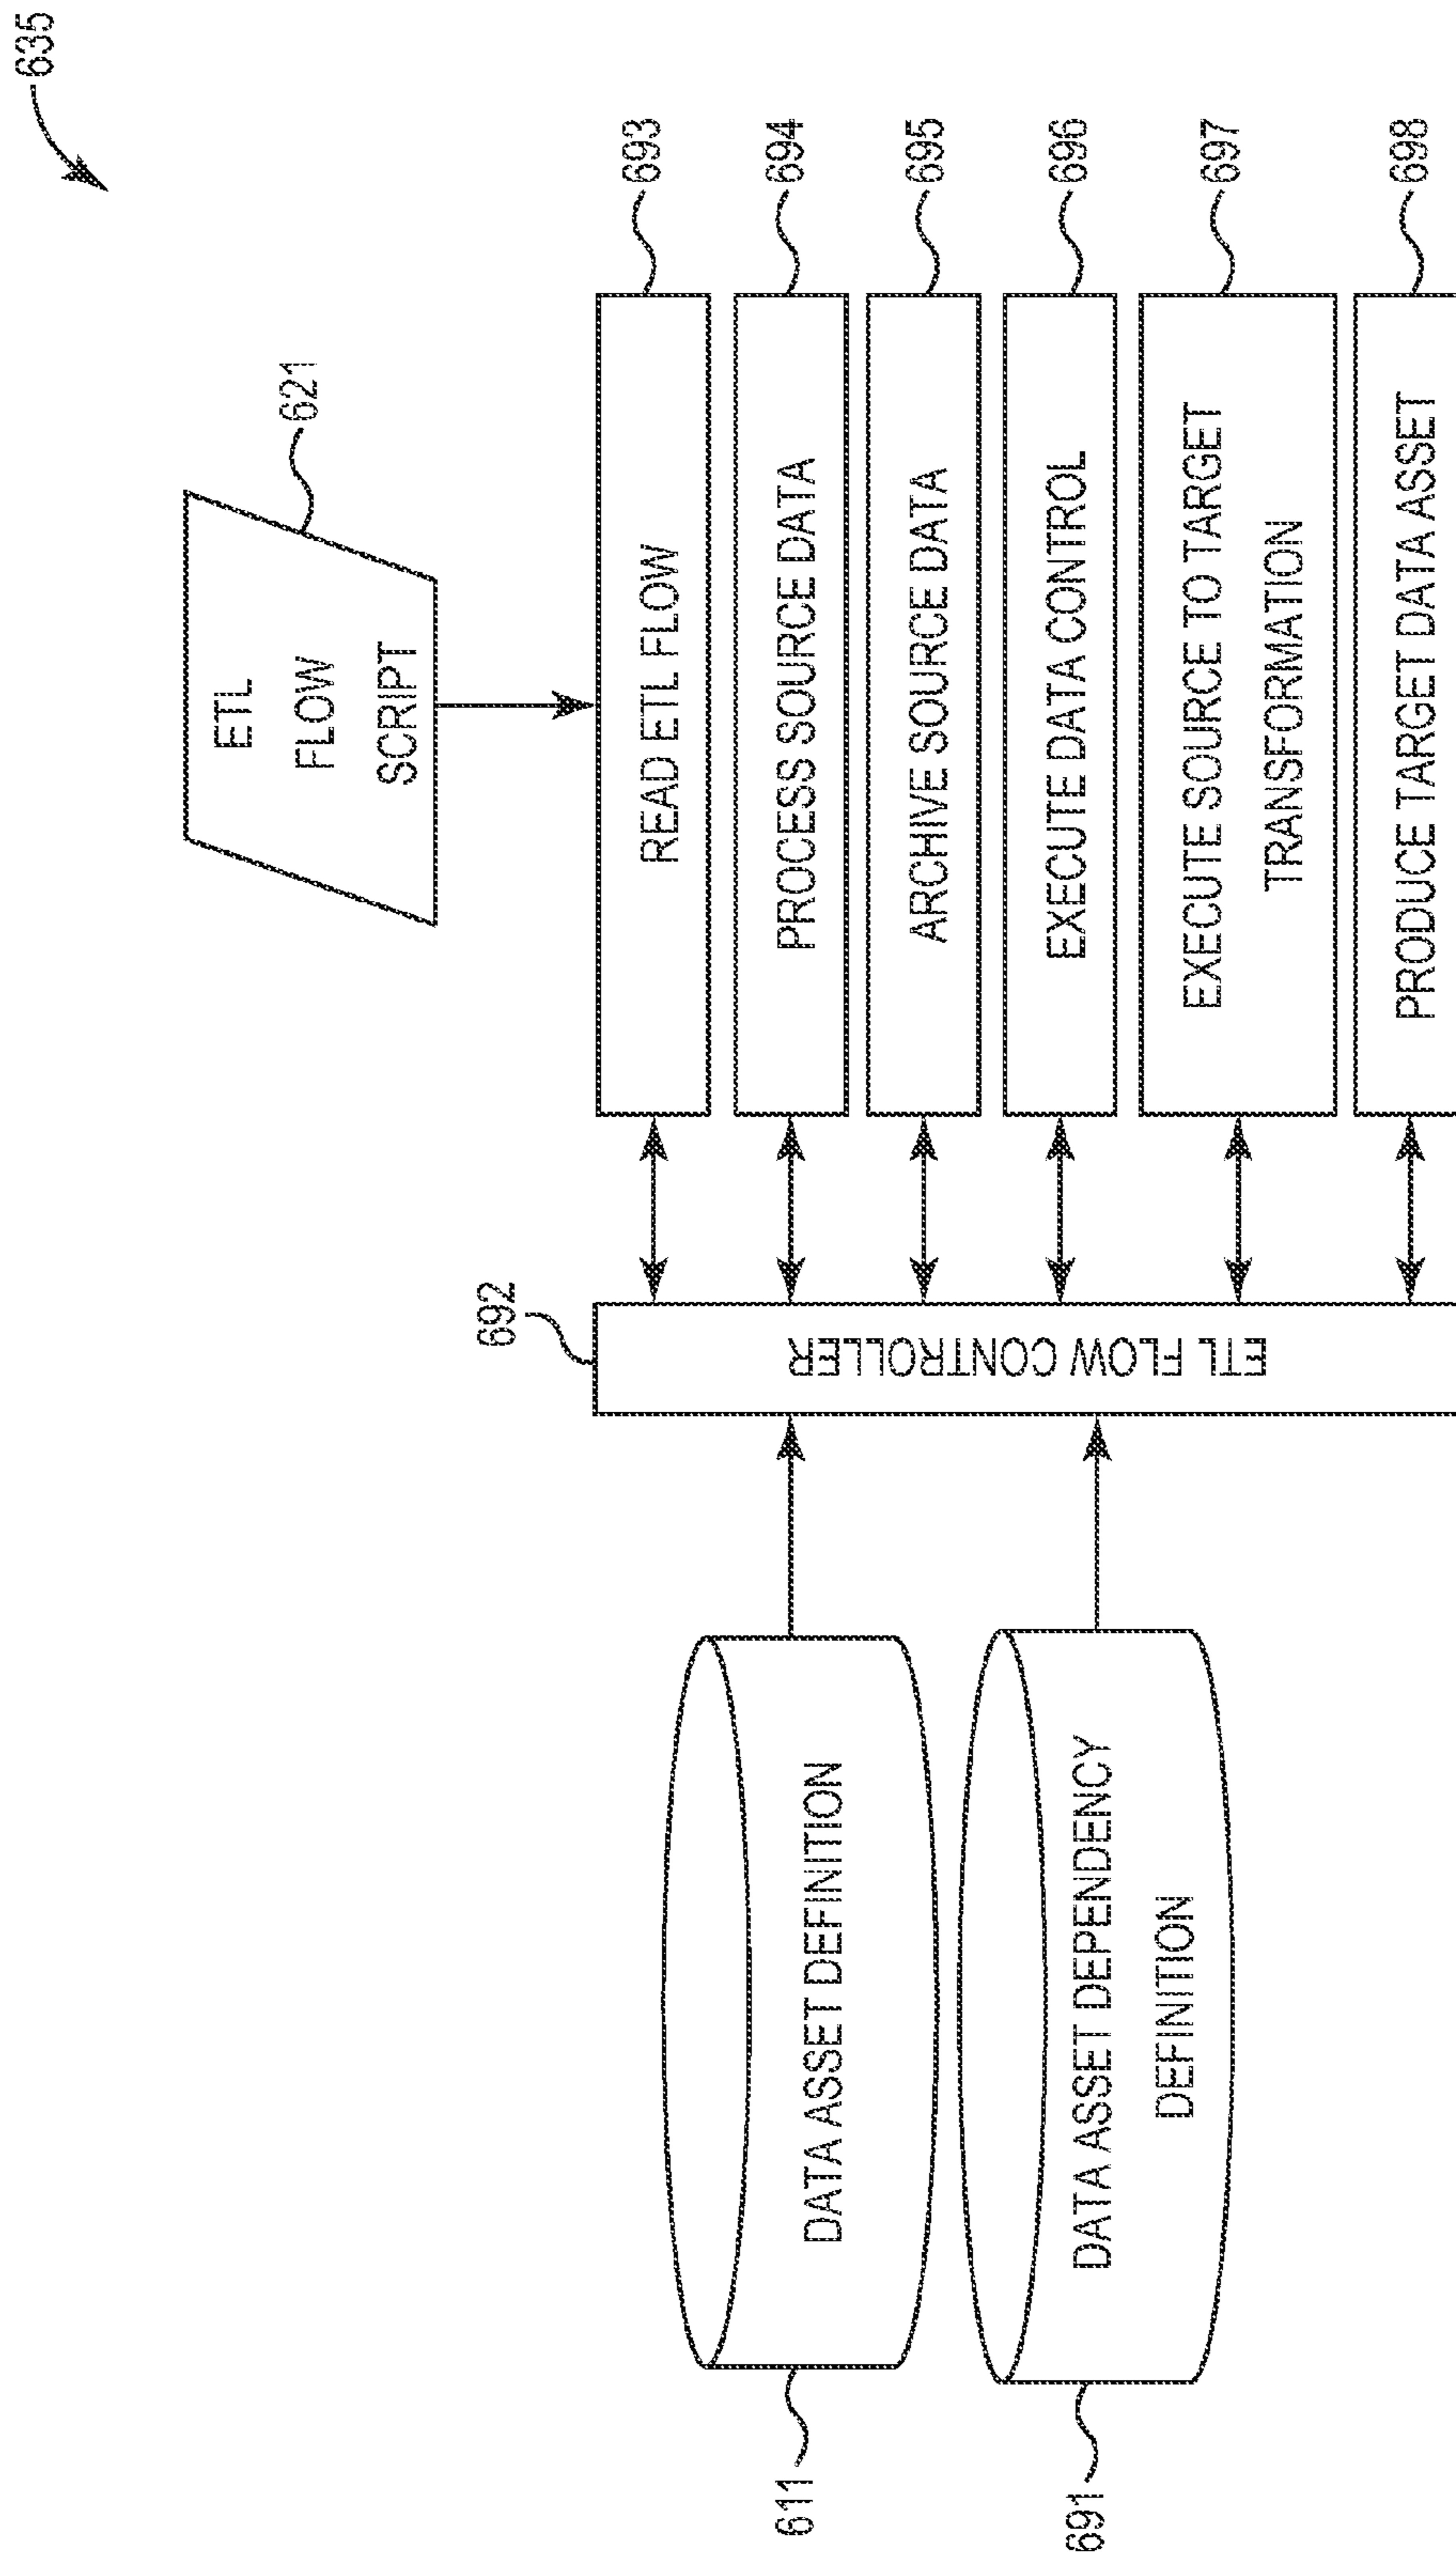 635
ETL
FLOW
SCRIPT
621
692
611
DATA ASSET DEFINITION
691
DATA ASSET DEPENDENCY
DEFINITION
ETL FLOW CONTROLLER
READ ETL FLOW
693
PROCESS SOURCE DATA
694
ARCHIVE SOURCE DATA
695
EXECUTE DATA CONTROL
696
EXECUTE SOURCE TO TARGET
TRANSFORMATION
697
PRODUCE TARGET DATA ASSET
698